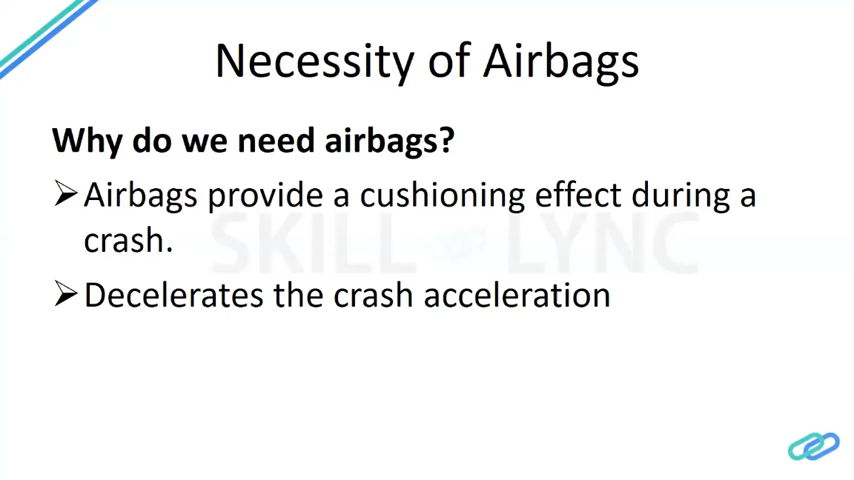 Necessity of Airbags
Why do we need airbags?
➢Airbags provide a cushioning effect during a
crash.
SKILL LYNC
➢Decelerates the crash acceleration